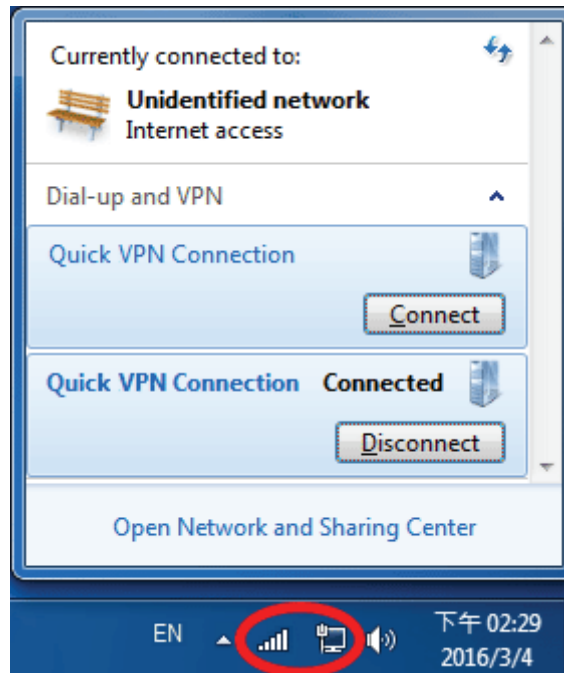 Currently connected to:
Unidentified network
Internet access
Dial-up and VPN
Quick VPN Connection
Connect
Quick VPN Connection Connected
Disconnect
Open Network and Sharing Center
EN
下午 02:29
2016/3/4